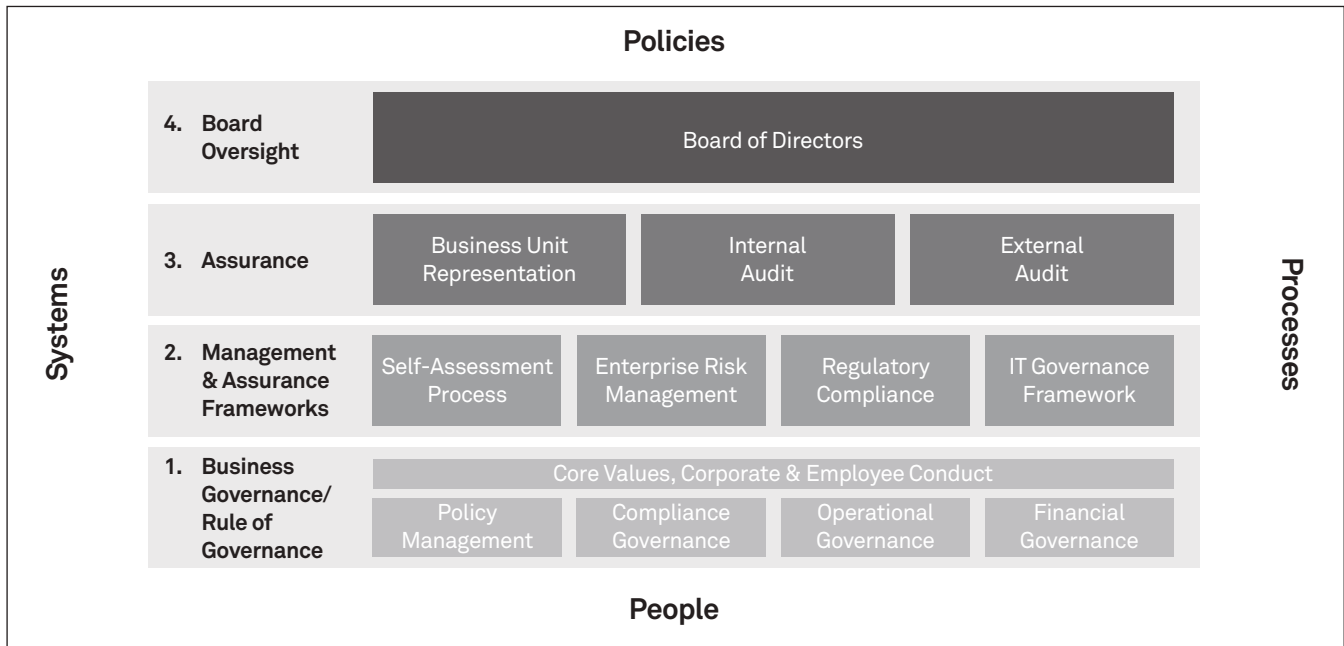 Policies
Systems
Processes
4. Board
Oversight
Board of Directors
3. Assurance
Business Unit
Representation
Internal
Audit
External
Audit
2. Management
& Assurance
Frameworks
Self-Assessment
Process
Enterprise Risk
Management
Regulatory
Compliance
IT Governance
Framework
1. Business
Governance/
Rule of
Governance
Core Values, Corporate & Employee Conduct
Policy
Management
Compliance
Governance
Operational
Governance
Financial
Governance
People